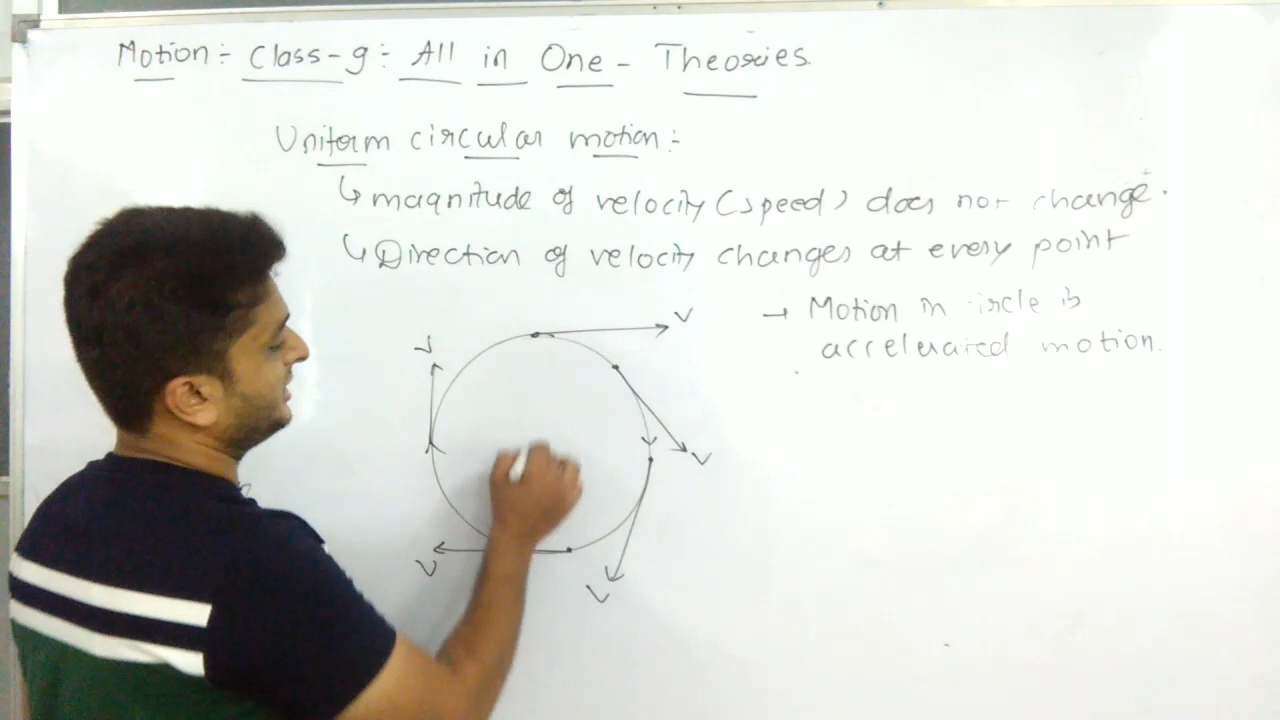 Motion :- Class-9 :- All in One - Theories.
Uniform circular motion :-
↳ magnitude of velocity (speed) does not change.
↳ Direction of velocity changes at every point
→ Motion in circle is
accelerated motion.
V
V
V
V
V